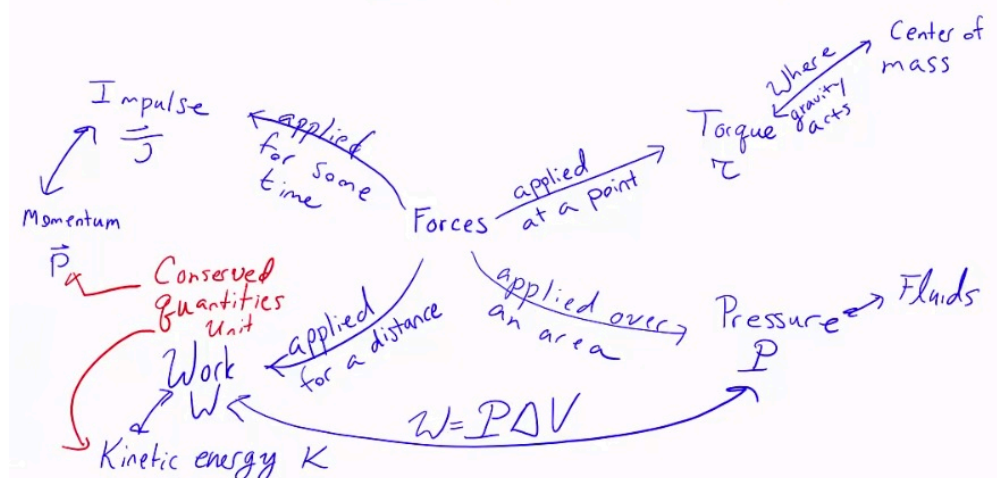 Center of
mass
Where
gravity
acts
Impulse
J
applied
for some
time
Torque
τ
applied
at a point
Forces
Momentum
P
Conserved
quantities
Unit
applied
for a distance
applied over
an area
Pressure
P
Fluids
Work
W
W=PΔV
Kinetic energy K